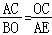 AC/BO = OC/AE